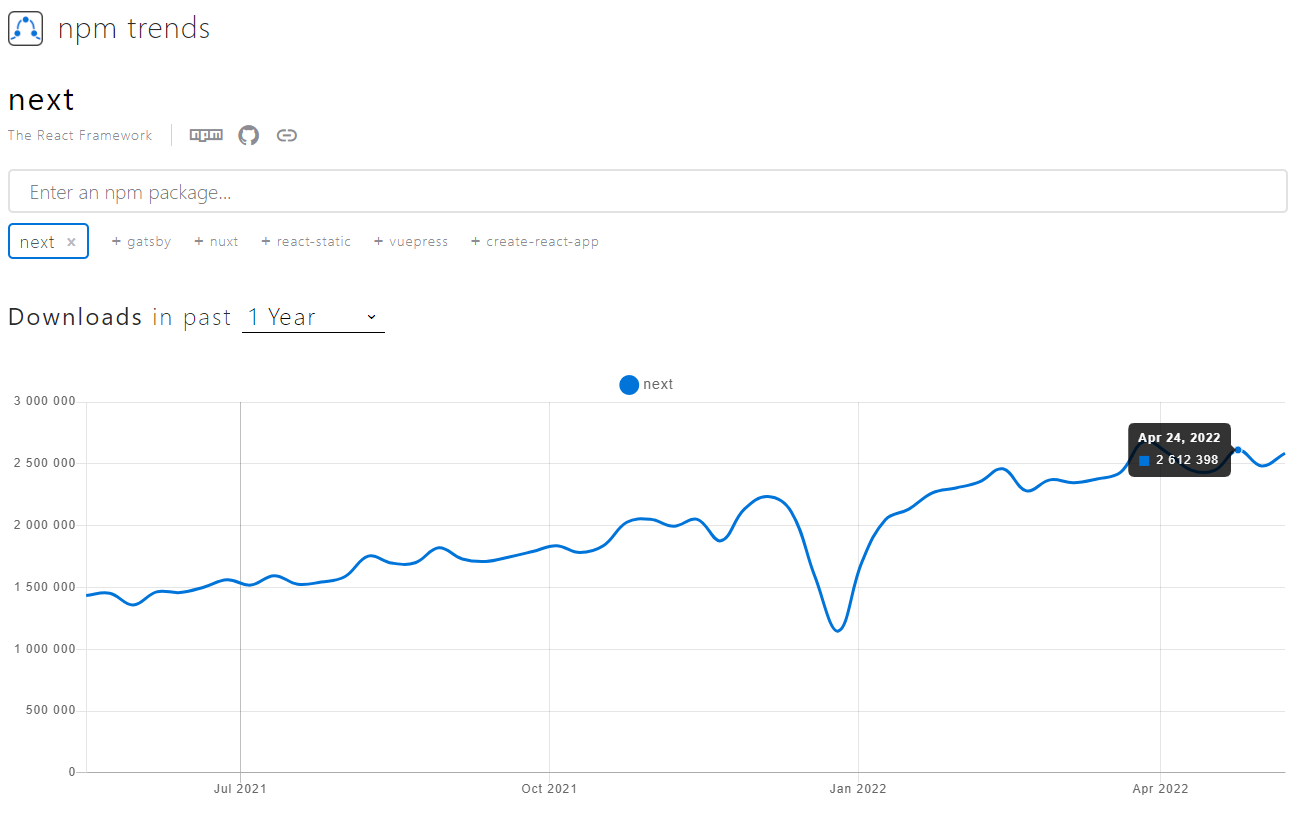 npm trends
next
The React Framework npm
Enter an npm package...
next × + gatsby + nuxt + react-static + vuepress + create-react-app
Downloads in past 1 Year
next
3 000 000
Apr 24, 2022
2 612 398
2 500 000
2 000 000
1 500 000
1 000 000
500 000
0
Jul 2021 Oct 2021 Jan 2022 Apr 2022